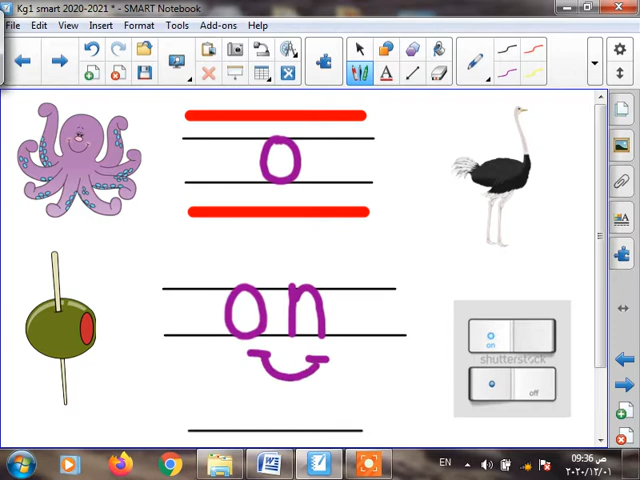 Kg1 smart 2020-2021 * - SMART Notebook
File Edit View Insert Format Tools Add-ons Help
o
on
on
shutterstock
off
EN
09:36 ص
٢٠٢٠/١٢/٠١